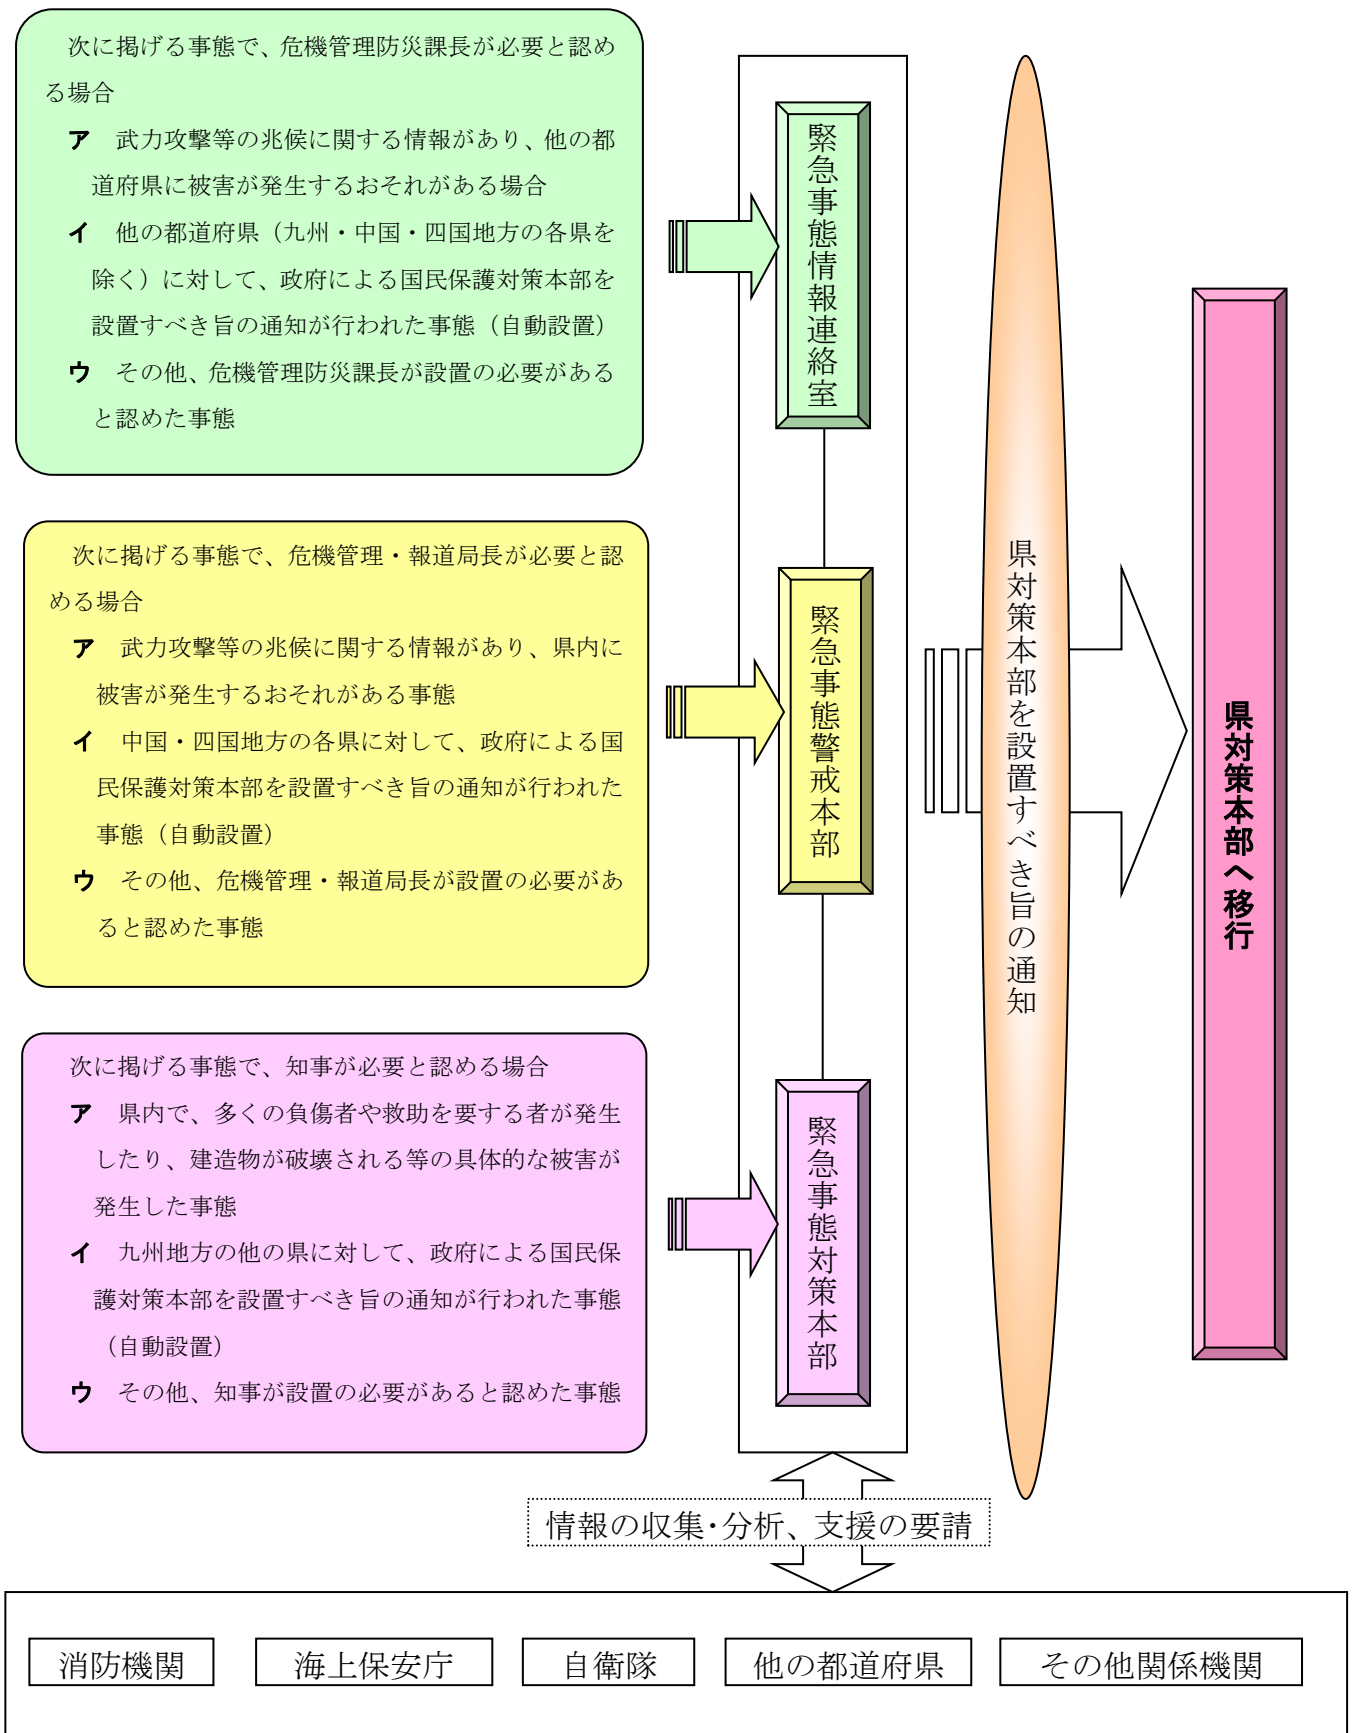 次に掲げる事態で、危機管理防災課長が必要と認め
る場合
ア　武力攻撃等の兆候に関する情報があり、他の都
道府県に被害が発生するおそれがある場合
イ　他の都道府県（九州・中国・四国地方の各県を
除く）に対して、政府による国民保護対策本部を
設置すべき旨の通知が行われた事態（自動設置）
ウ　その他、危機管理防災課長が設置の必要がある
と認めた事態
緊急事態情報連絡室
次に掲げる事態で、危機管理・報道局長が必要と認
める場合
ア　武力攻撃等の兆候に関する情報があり、県内に
被害が発生するおそれがある事態
イ　中国・四国地方の各県に対して、政府による国
民保護対策本部を設置すべき旨の通知が行われた
事態（自動設置）
ウ　その他、危機管理・報道局長が設置の必要があ
ると認めた事態
緊急事態警戒本部
次に掲げる事態で、知事が必要と認める場合
ア　県内で、多くの負傷者や救助を要する者が発生
したり、建造物が破壊される等の具体的な被害が
発生した事態
イ　九州地方の他の県に対して、政府による国民保
護対策本部を設置すべき旨の通知が行われた事態
（自動設置）
ウ　その他、知事が設置の必要があると認めた事態
緊急事態対策本部
県対策本部を設置すべき旨の通知
県対策本部へ移行
情報の収集・分析、支援の要請
消防機関
海上保安庁
自衛隊
他の都道府県
その他関係機関